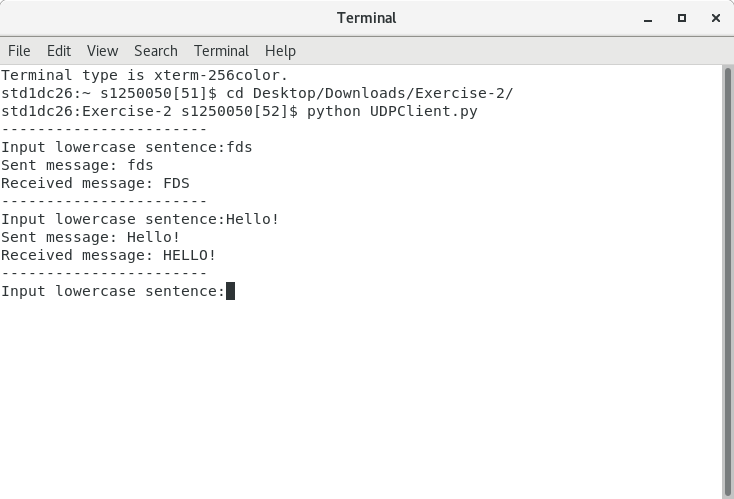 Terminal
File Edit View Search Terminal Help
Terminal type is xterm-256color.
std1dc26:~ s1250050[51]$ cd Desktop/Downloads/Exercise-2/
std1dc26:Exercise-2 s1250050[52]$ python UDPClient.py
-----------------------
Input lowercase sentence:fds
Sent message: fds
Received message: FDS
-----------------------
Input lowercase sentence:Hello!
Sent message: Hello!
Received message: HELLO!
-----------------------
Input lowercase sentence: